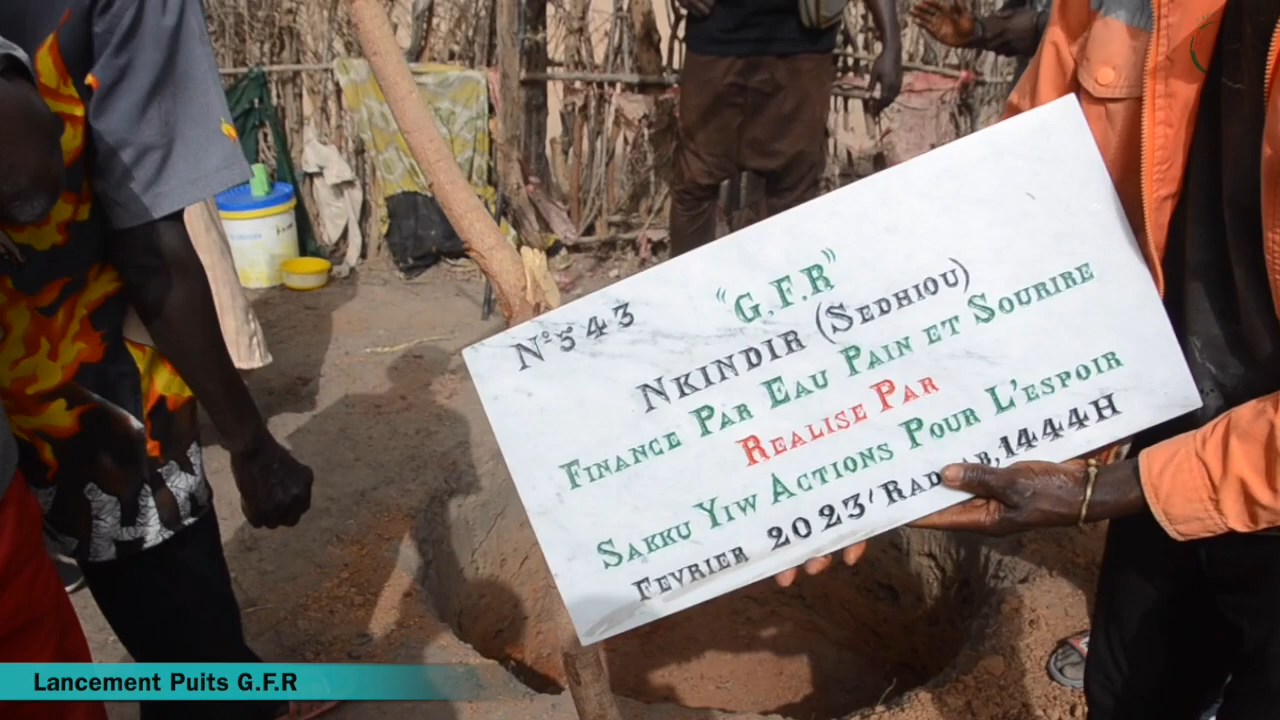 N° 543
"G.F.R"
NKINDIR (SEDHIOU)
FINANCE PAR EAU PAIN ET SOURIRE
REALISE PAR
SAKKU YIW ACTIONS POUR L'ESPOIR
FEVRIER 2023/ 1444H
Lancement Puits G.F.R